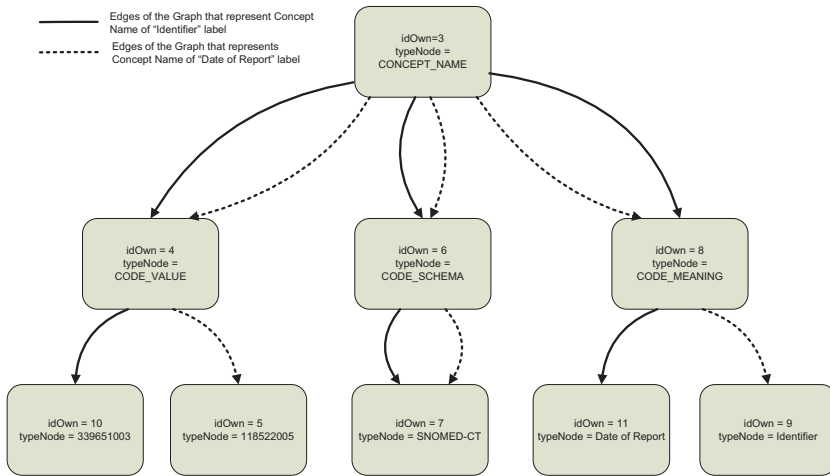 Edges of the Graph that represent Concept
Name of “Identifier” label
Edges of the Graph that represents
Concept Name of “Date of Report” label
idOwn=3
typeNode =
CONCEPT_NAME
idOwn = 4
typeNode =
CODE_VALUE
idOwn = 6
typeNode =
CODE_SCHEMA
idOwn = 8
typeNode =
CODE_MEANING
idOwn = 10
typeNode = 339651003
idOwn = 5
typeNode = 118522005
idOwn = 7
typeNode = SNOMED-CT
idOwn = 11
typeNode = Date of Report
idOwn = 9
typeNode = Identifier